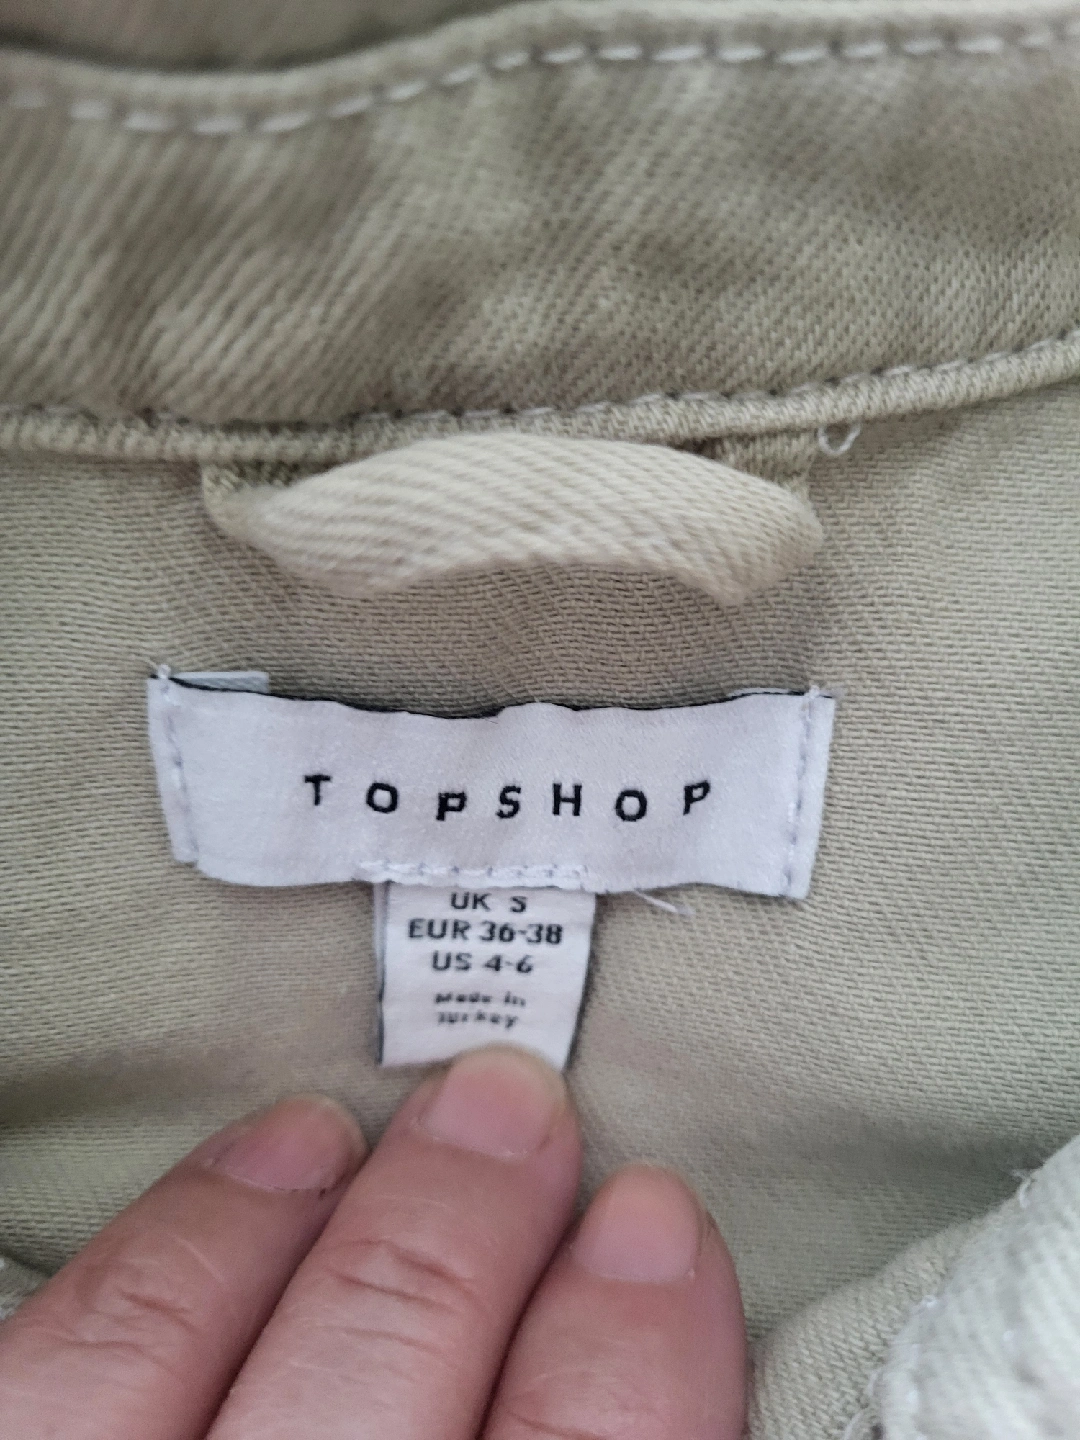 TOPSHOP
UK S
EUR 36-38
US 4-6
Made in
Turkey